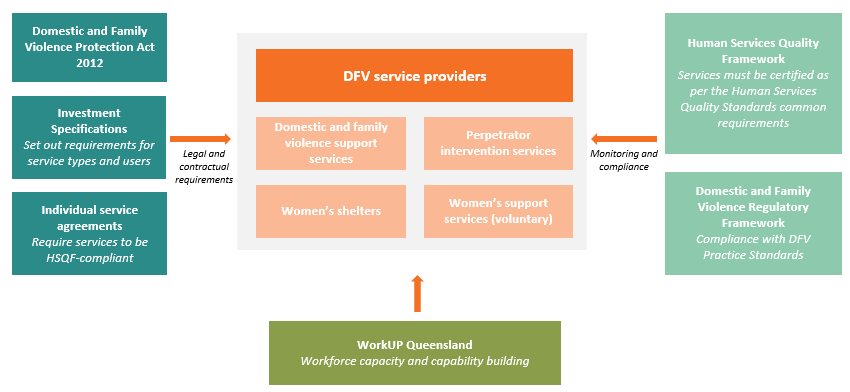 Domestic and Family
Violence Protection Act
2012
Investment
Specifications
Set out requirements for
service types and users
Individual service
agreements
Require services to be
HSQF-compliant
Legal and
contractual
requirements
DFV service providers
Domestic and family
violence support
services
Perpetrator
intervention services
Women's shelters
Women's support
services (voluntary)
Monitoring and
compliance
Human Services Quality
Framework
Services must be certified as
per the Human Services
Quality Standards common
requirements
Domestic and Family
Violence Regulatory
Framework
Compliance with DFV
Practice Standards
WorkUP Queensland
Workforce capacity and capability building